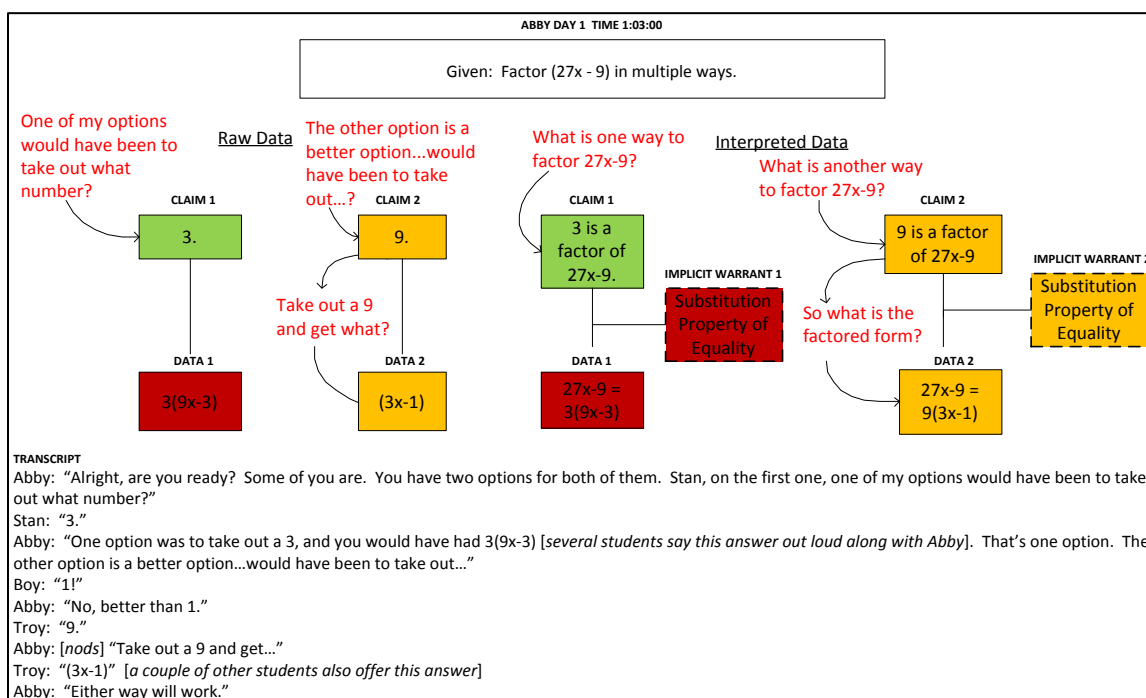 ABBY DAY 1 TIME 1:03:00
Given: Factor (27x - 9) in multiple ways.
One of my options
would have been to
take out what
number?
Raw Data
The other option is a
better option...would
have been to take
out...?
CLAIM 1
3.
CLAIM 2
9.
Take out a 9
and get what?
DATA 1
3(9x-3)
DATA 2
(3x-1)
What is one way to
factor 27x-9?
Interpreted Data
What is another way
to factor 27x-9?
CLAIM 1
3 is a
factor of
27x-9.
IMPLICIT WARRANT 1
Substitution
Property of
Equality
DATA 1
27x-9 =
3(9x-3)
CLAIM 2
9 is a factor
of 27x-9
IMPLICIT WARRANT 2
Substitution
Property of
Equality
So what is the
factored form?
DATA 2
27x-9 =
9(3x-1)
TRANSCRIPT
Abby: “Alright, are you ready? Some of you are. You have two options for both of them. Stan, on the first one, one of my options would have been to take
out what number?”
Stan: “3.”
Abby: “One option was to take out a 3, and you would have had 3(9x-3) [several students say this answer out loud along with Abby]. That’s one option. The
other option is a better option…would have been to take out…”
Boy: “1!”
Abby: “No, better than 1.”
Troy: “9.”
Abby: [nods] “Take out a 9 and get…”
Troy: “(3x-1)” [a couple of other students also offer this answer]
Abby: “Either way will work.”